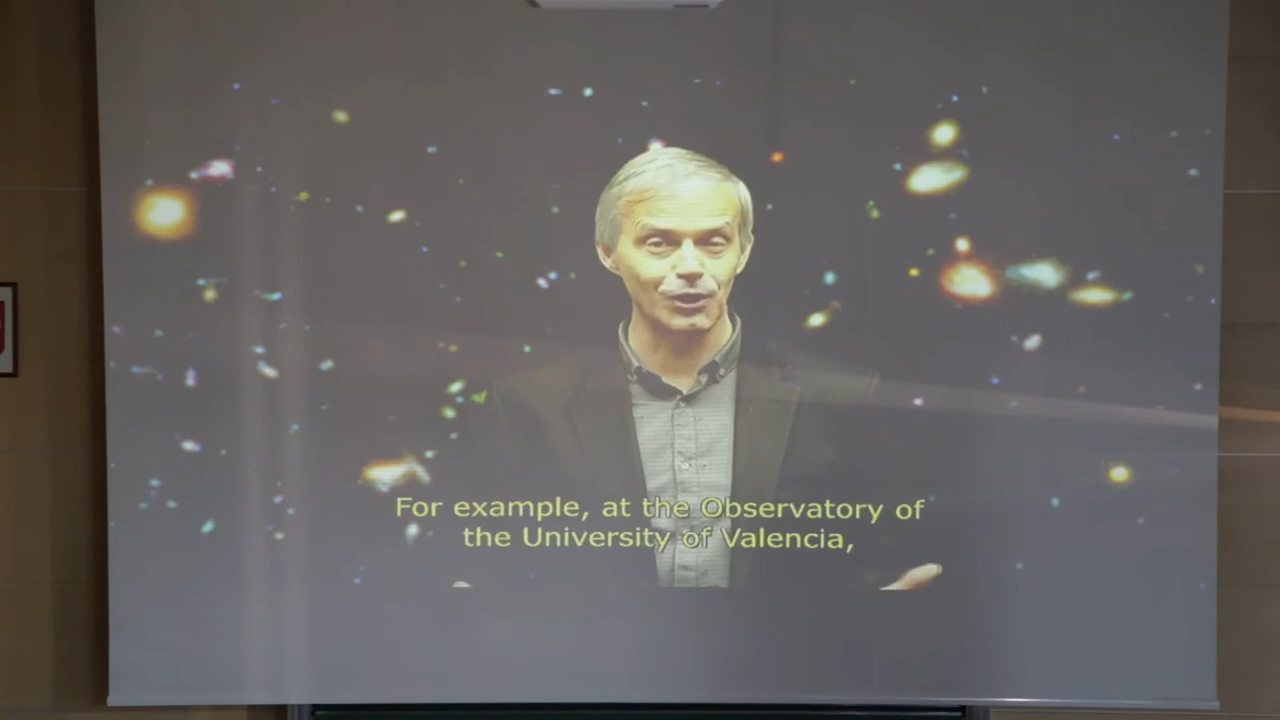 For example, at the Observatory of
the University of Valencia,